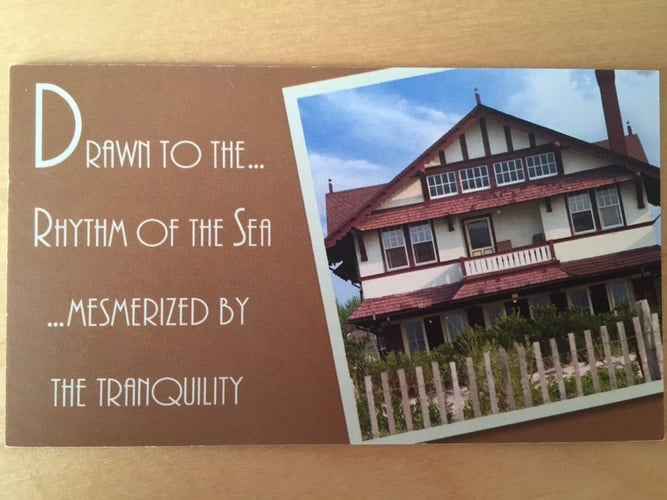 Drawn to the...
Rhythm of the Sea
...mesmerized by
the tranquility